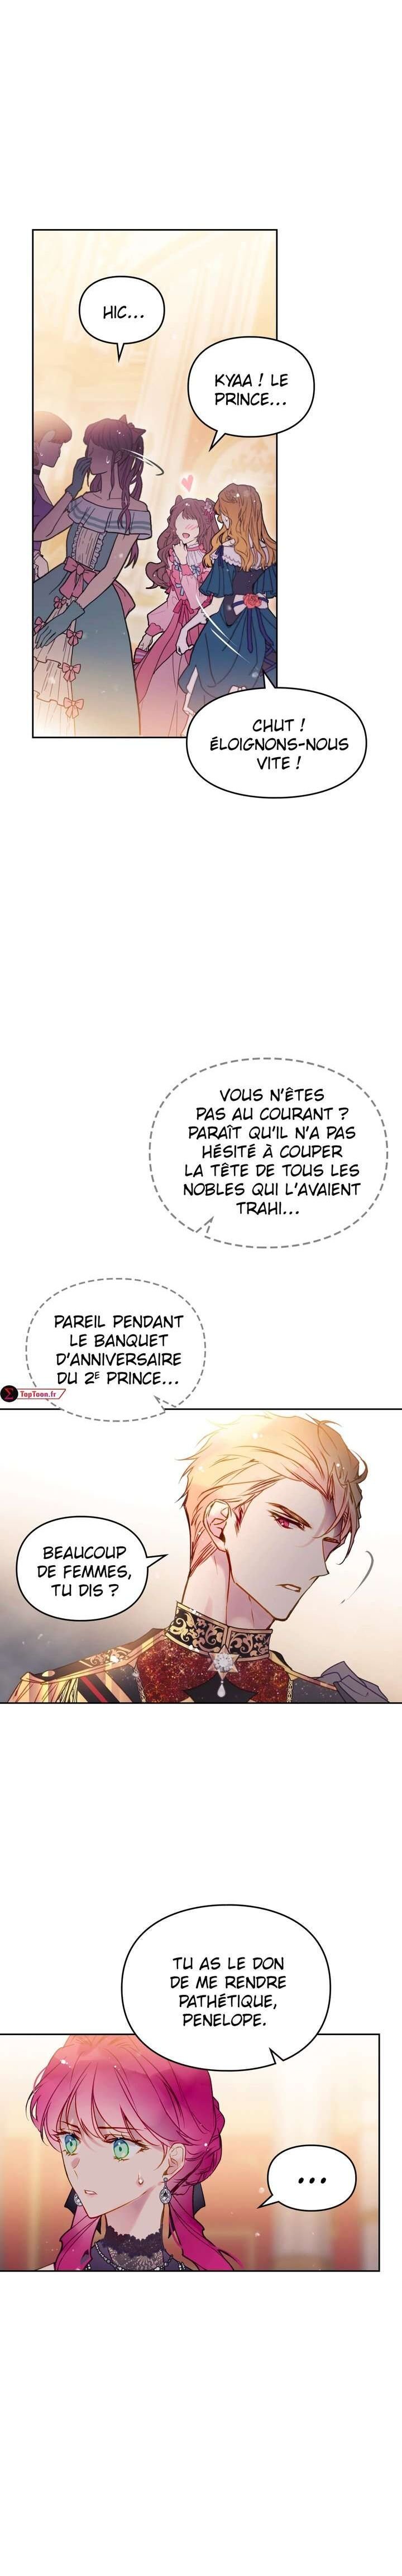 HIC...
KYAA ! LE
PRINCE...
CHUT !
ÉLOIGNONS-NOUS
VITE !
VOUS N'ÊTES
PAS AU COURANT ?
PARAÎT QU'IL N'A PAS
HÉSITÉ À COUPER
LA TÊTE DE TOUS LES
NOBLES QUI L'AVAIENT
TRAHI...
PAREIL PENDANT
LE BANQUET
D'ANNIVERSAIRE
DU 2E PRINCE...
TopToon.fr
BEAUCOUP
DE FEMMES,
TU DIS ?
TU AS LE DON
DE ME RENDRE
PATHÉTIQUE,
PENELOPE.
...